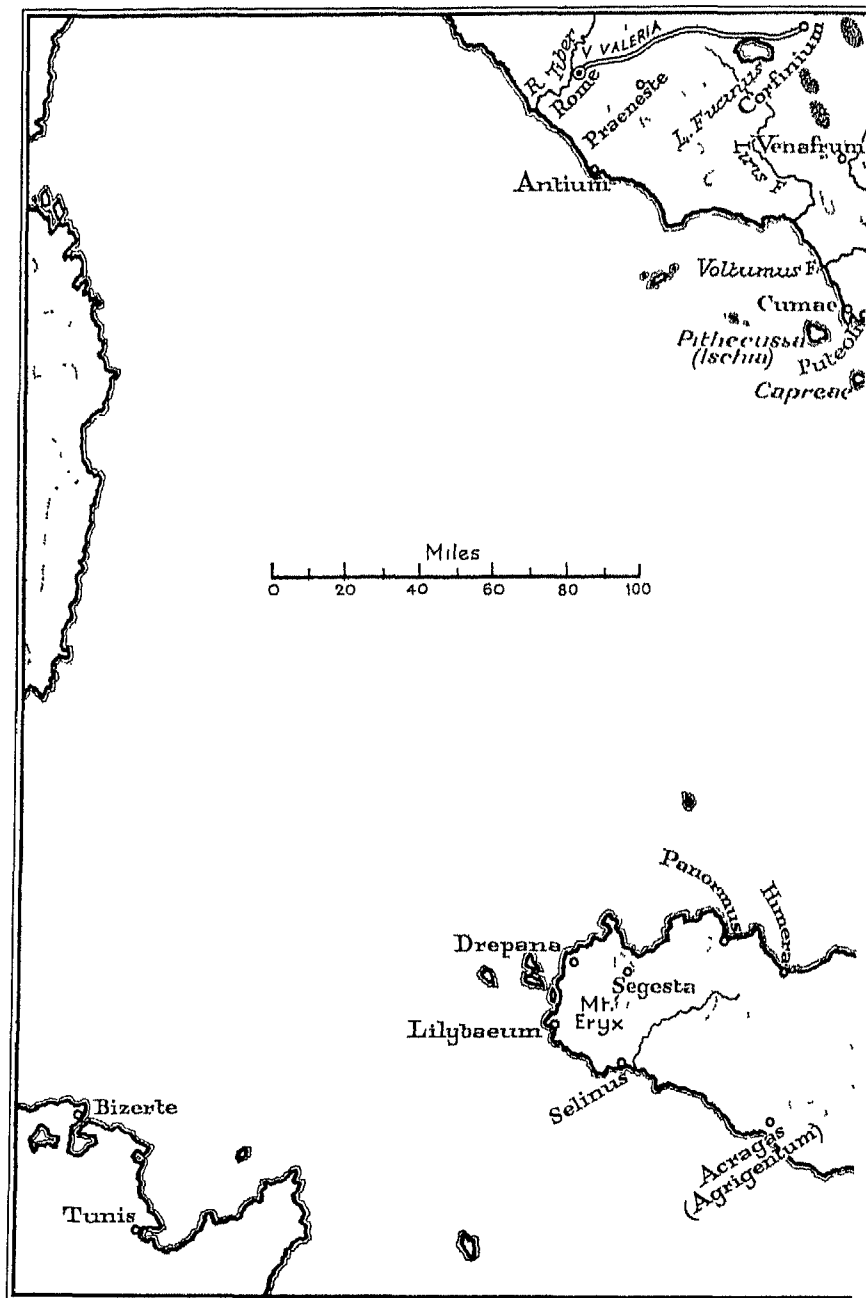 R Tiber
V VALERIA
Rome
Praeneste
L. Fucinus
Corfinium
Liris F.
Venafrum
Antium
Volturnus F.
Cumae
Pithecussa
(Ischia)
Puteoli
Capreae
Miles
0 20 40 60 80 100
Panormus
Himera
Drepana
Segesta
Mt.
Eryx
Lilybaeum
Selinus
Acragas
(Agrigentum)
Bizerte
Tunis